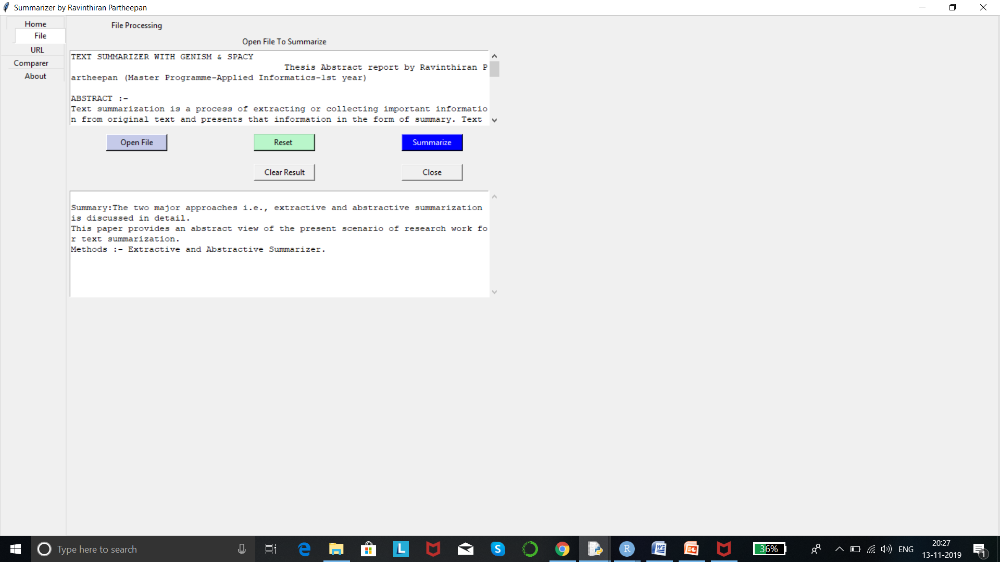 Summarizer by Ravinthiran Partheepan
Home
File
URL
Comparer
About
File Processing
Open File To Summarize
TEXT SUMMARIZER WITH GENISM & SPACY
Thesis Abstract report by Ravinthiran P
artheepan (Master Programme-Applied Informatics-1st year)
ABSTRACT :-
Text summarization is a process of extracting or collecting important informatio
n from original text and presents that information in the form of summary. Text
Open File
Reset
Summarize
Clear Result
Close
Summary:The two major approaches i.e., extractive and abstractive summarization
is discussed in detail.
This paper provides an abstract view of the present scenario of research work fo
r text summarization.
Methods :- Extractive and Abstractive Summarizer.
Type here to search
36%
ENG
20:27
13-11-2019
1